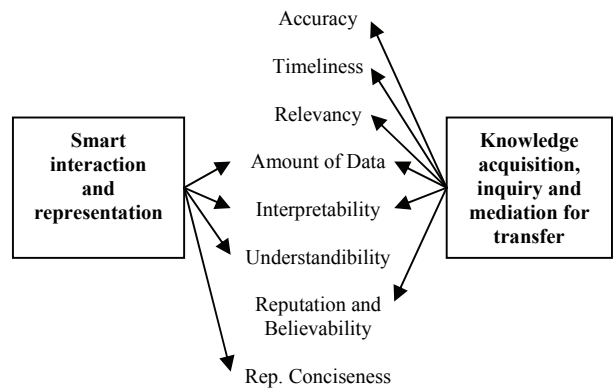 Accuracy
Timeliness
Relevancy
Amount of Data
Interpretability
Understandibility
Reputation and
Believability
Rep. Conciseness
Smart
interaction
and
representation
Knowledge
acquisition,
inquiry and
mediation for
transfer